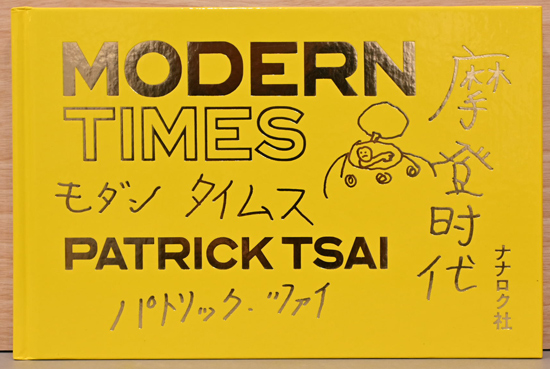 MODERN
TIMES
モダン タイムス
PATRICK TSAI
パトリック・ツァイ
摩登时代
ナナロク社